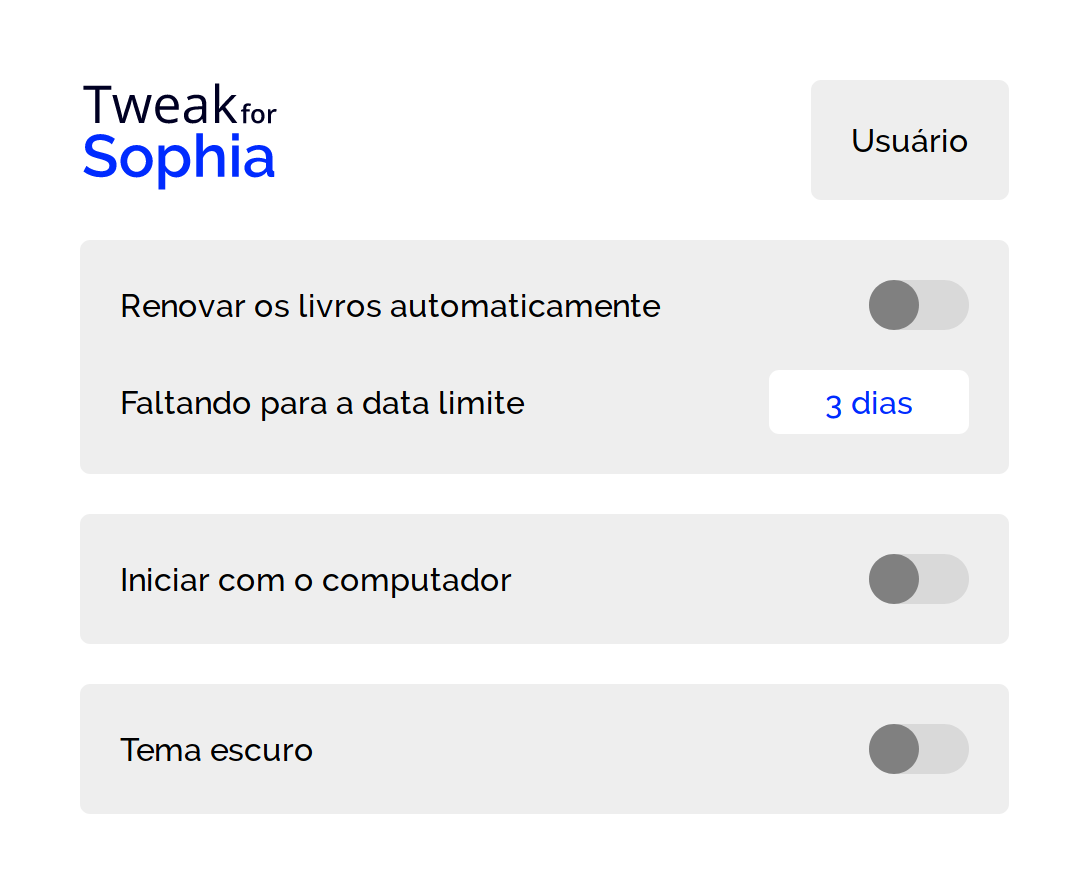 Tweak for
Sophia
Usuário
Renovar os livros automaticamente
Faltando para a data limite
3 dias
Iniciar com o computador
Tema escuro